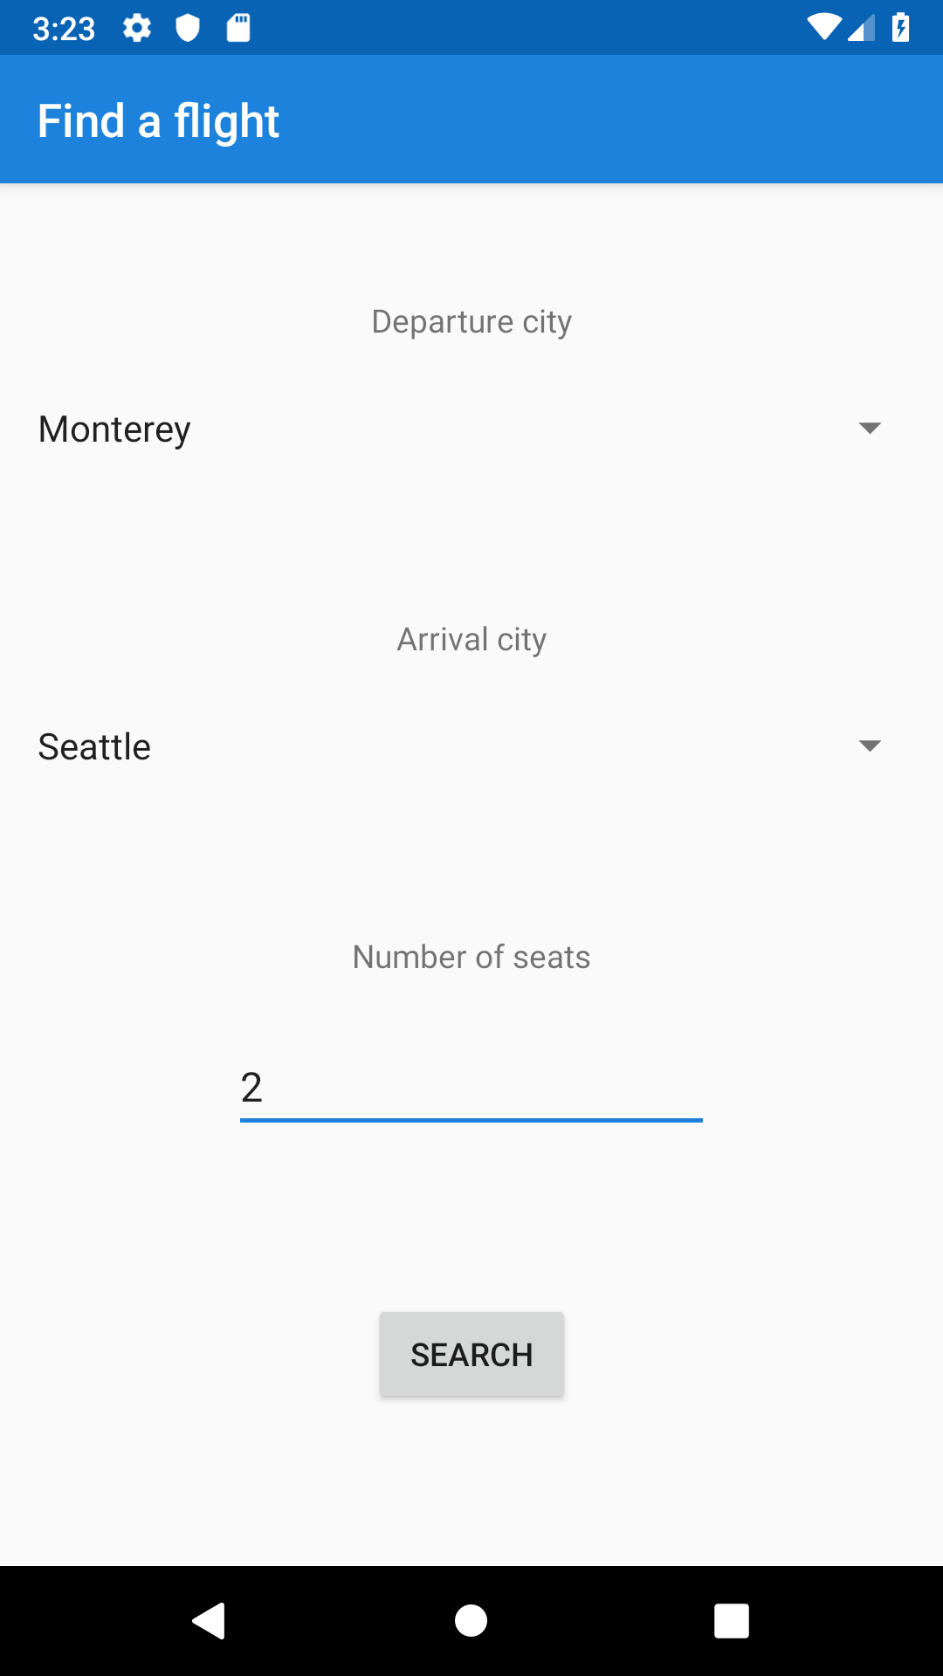 3:23
Find a flight
Departure city
Monterey
Arrival city
Seattle
Number of seats
2
SEARCH